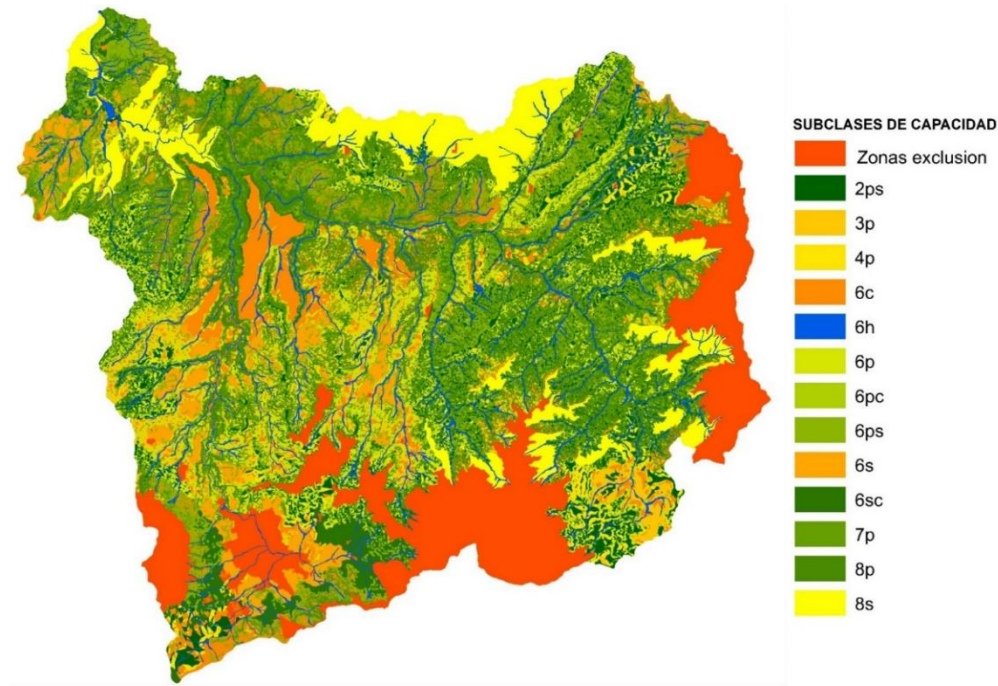 SUBCLASES DE CAPACIDAD
Zonas exclusion
2ps
3p
4p
6c
6h
6p
6pc
6ps
6s
6sc
7p
8p
8s